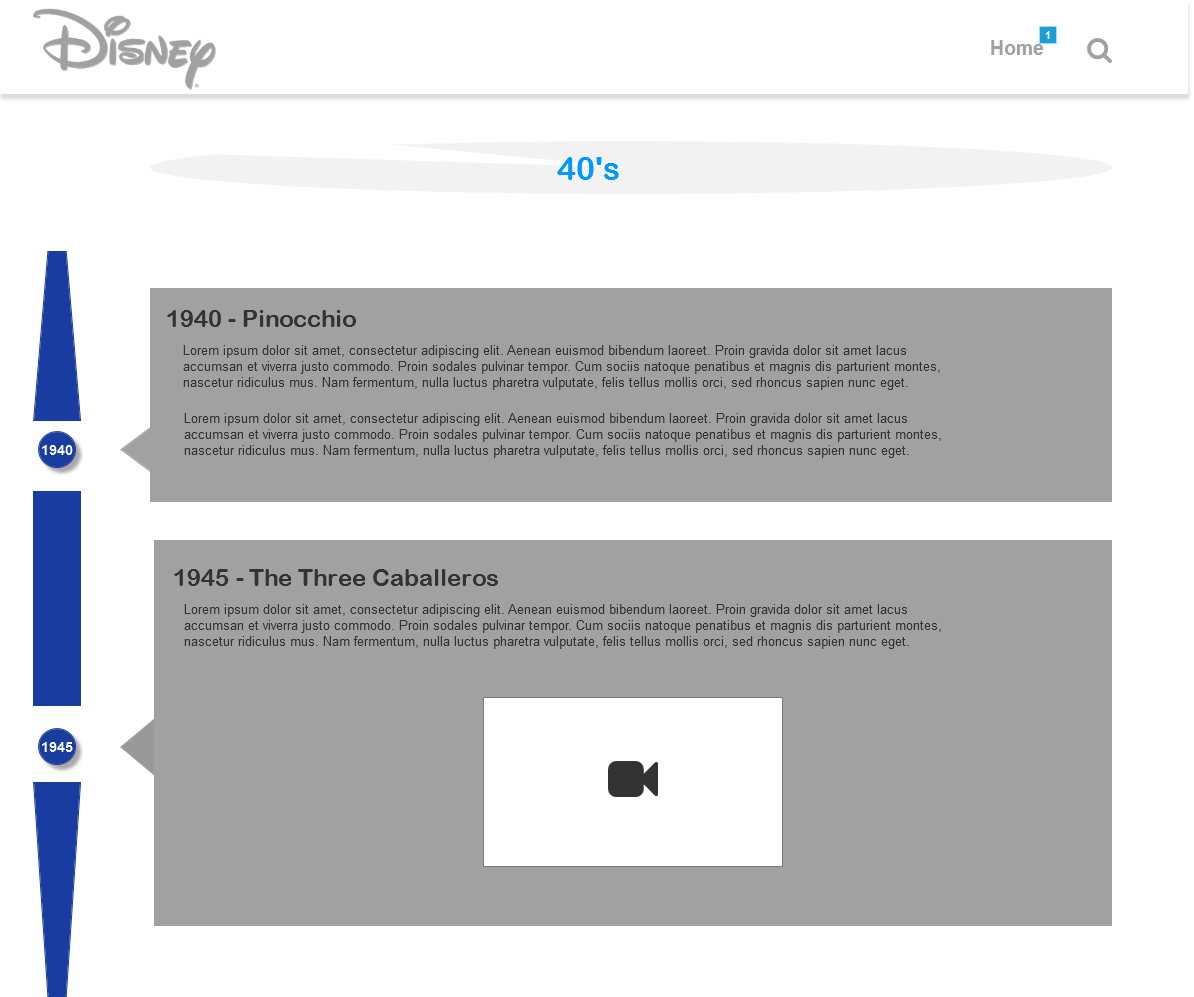 Disney
Home
1
40's
1940 - Pinocchio
Lorem ipsum dolor sit amet, consectetur adipiscing elit. Aenean euismod bibendum laoreet. Proin gravida dolor sit amet lacus
accumsan et viverra justo commodo. Proin sodales pulvinar tempor. Cum sociis natoque penatibus et magnis dis parturient montes,
nascetur ridiculus mus. Nam fermentum, nulla luctus pharetra vulputate, felis tellus mollis orci, sed rhoncus sapien nunc eget.
Lorem ipsum dolor sit amet, consectetur adipiscing elit. Aenean euismod bibendum laoreet. Proin gravida dolor sit amet lacus
accumsan et viverra justo commodo. Proin sodales pulvinar tempor. Cum sociis natoque penatibus et magnis dis parturient montes,
nascetur ridiculus mus. Nam fermentum, nulla luctus pharetra vulputate, felis tellus mollis orci, sed rhoncus sapien nunc eget.
1940
1945 - The Three Caballeros
Lorem ipsum dolor sit amet, consectetur adipiscing elit. Aenean euismod bibendum laoreet. Proin gravida dolor sit amet lacus
accumsan et viverra justo commodo. Proin sodales pulvinar tempor. Cum sociis natoque penatibus et magnis dis parturient montes,
nascetur ridiculus mus. Nam fermentum, nulla luctus pharetra vulputate, felis tellus mollis orci, sed rhoncus sapien nunc eget.
1945